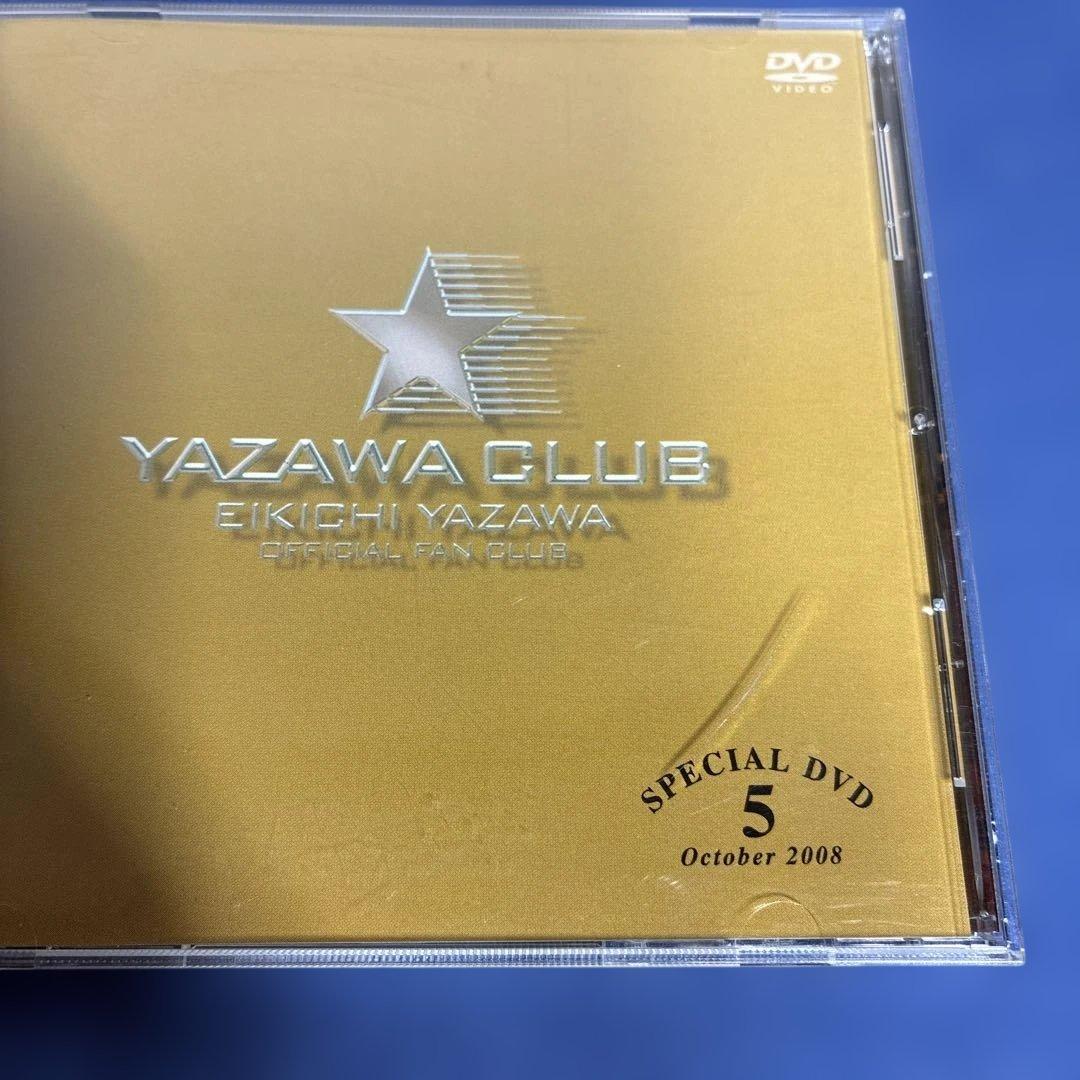 DVD
VIDEO
YAZAWA CLUB
EIKICHI YAZAWA
OFFICIAL FAN CLUB
SPECIAL DVD
5
October 2008